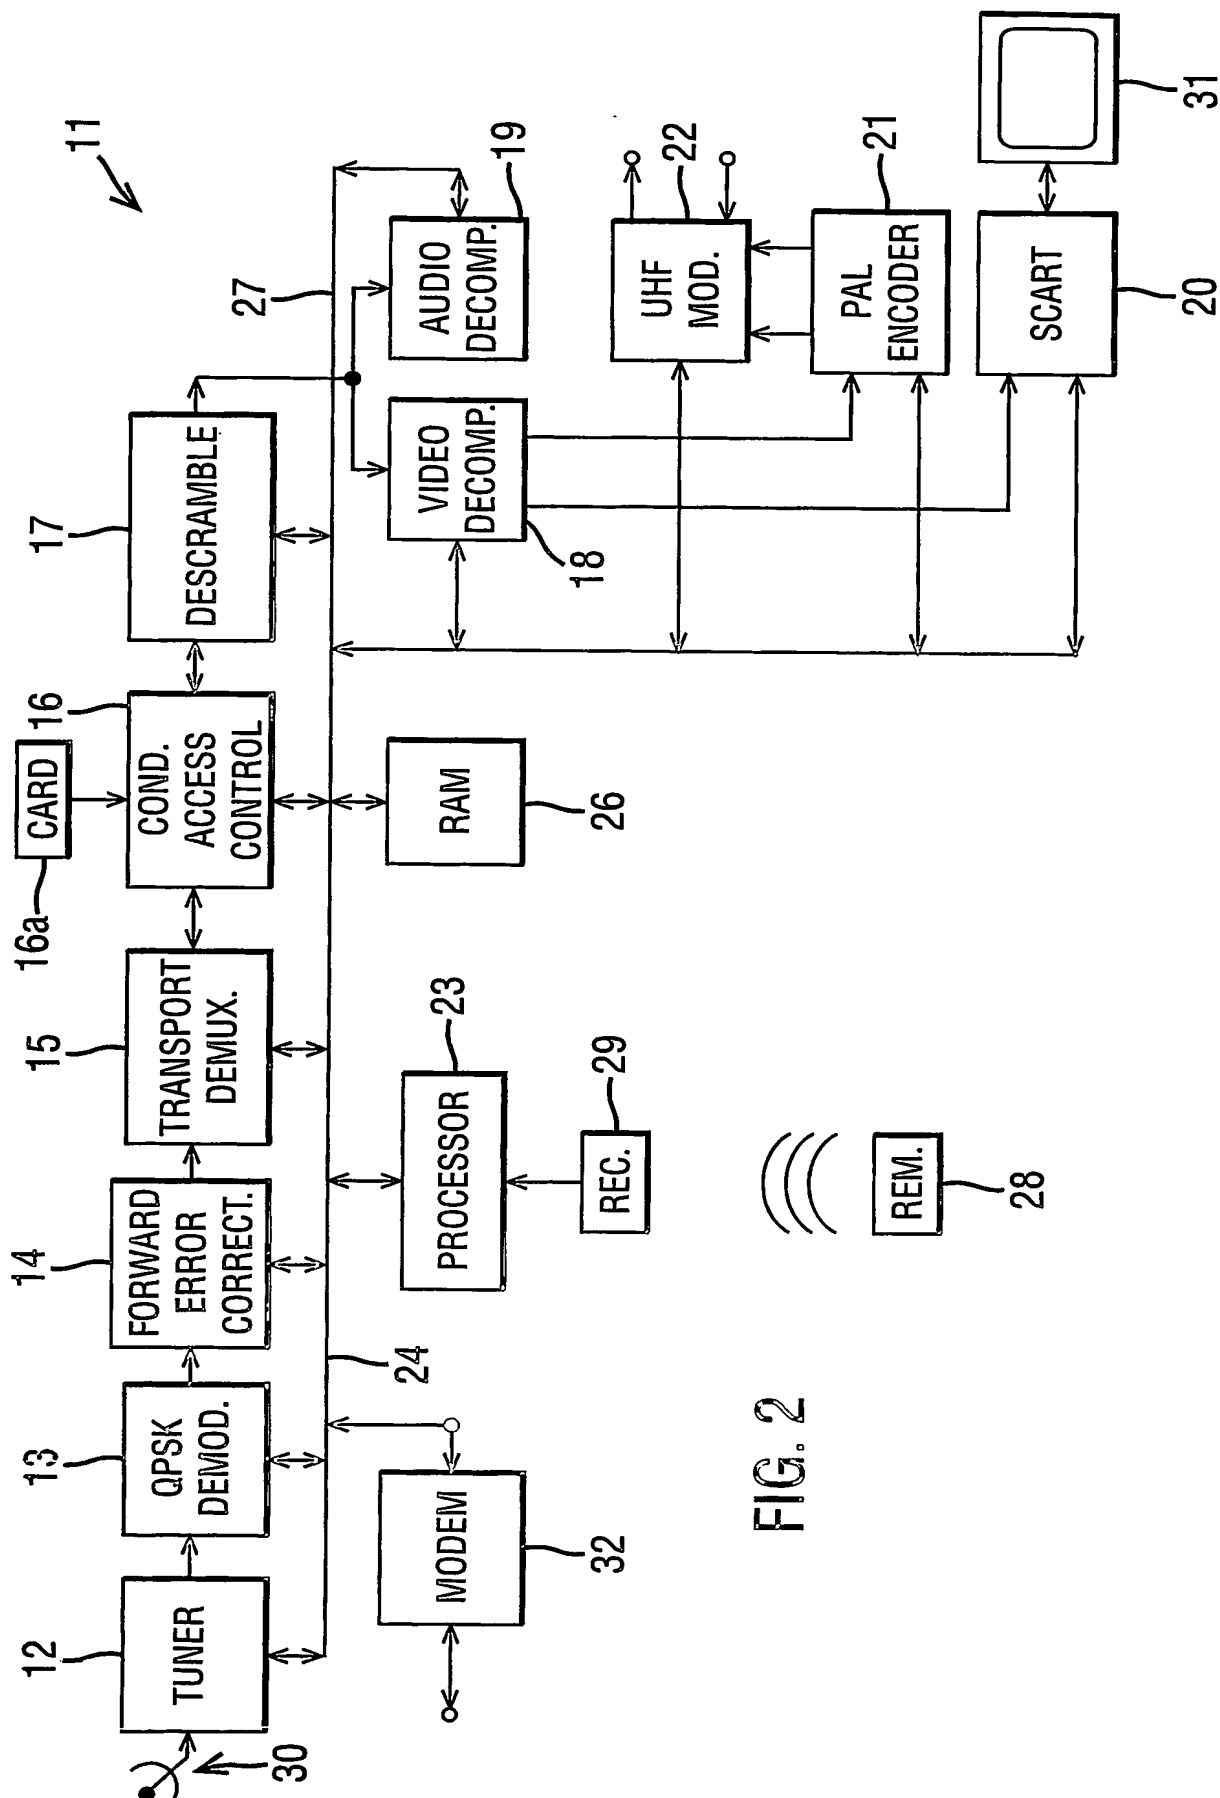 11
30
12
TUNER
13
QPSK
DEMOD.
14
FORWARD
ERROR
CORRECT.
15
TRANSPORT
DEMUX.
16a
CARD
16
COND.
ACCESS
CONTROL
17
DESCRAMBLE
27
24
32
MODEM
23
PROCESSOR
29
REC.
28
REM.
26
RAM
18
VIDEO
DECOMP.
19
AUDIO
DECOMP.
22
UHF
MOD.
21
PAL
ENCODER
20
SCART
31
FIG. 2